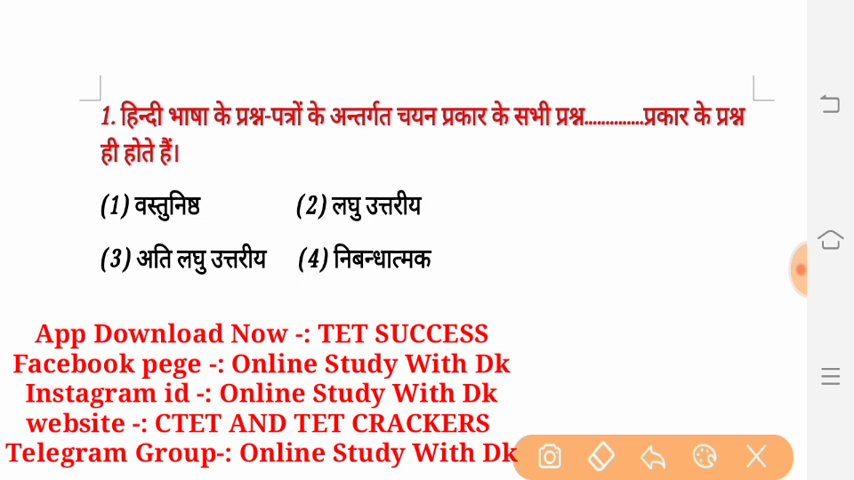 1. हिन्दी भाषा के प्रश्न-पत्रों के अन्तर्गत चयन प्रकार के सभी प्रश्न..............प्रकार के प्रश्न
ही होते हैं।
(1) वस्तुनिष्ठ (2) लघु उत्तरीय
(3) अति लघु उत्तरीय (4) निबन्धात्मक
App Download Now -: TET SUCCESS
Facebook pege -: Online Study With Dk
Instagram id -: Online Study With Dk
website -: CTET AND TET CRACKERS
Telegram Group-: Online Study With Dk